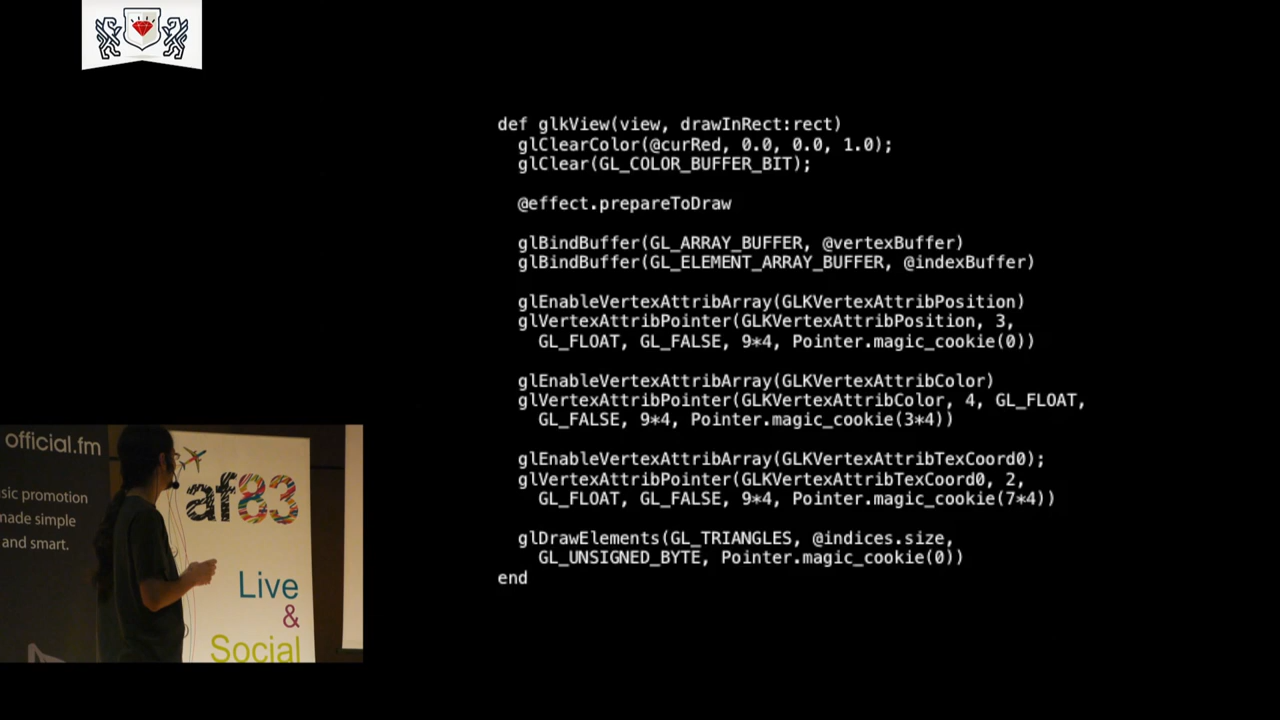 def glkView(view, drawInRect:rect)
glClearColor(@curRed, 0.0, 0.0, 1.0);
glClear(GL_COLOR_BUFFER_BIT);
@effect.prepareToDraw
glBindBuffer(GL_ARRAY_BUFFER, @vertexBuffer)
glBindBuffer(GL_ELEMENT_ARRAY_BUFFER, @indexBuffer)
glEnableVertexAttribArray(GLKVertexAttribPosition)
glVertexAttribPointer(GLKVertexAttribPosition, 3,
GL_FLOAT, GL_FALSE, 9*4, Pointer.magic_cookie(0))
glEnableVertexAttribArray(GLKVertexAttribColor)
glVertexAttribPointer(GLKVertexAttribColor, 4, GL_FLOAT,
GL_FALSE, 9*4, Pointer.magic_cookie(3*4))
glEnableVertexAttribArray(GLKVertexAttribTexCoord0);
glVertexAttribPointer(GLKVertexAttribTexCoord0, 2,
GL_FLOAT, GL_FALSE, 9*4, Pointer.magic_cookie(7*4))
glDrawElements(GL_TRIANGLES, @indices.size,
GL_UNSIGNED_BYTE, Pointer.magic_cookie(0))
end
official.fm
sic promotion
made simple
and smart.
af83
Live
&
Social